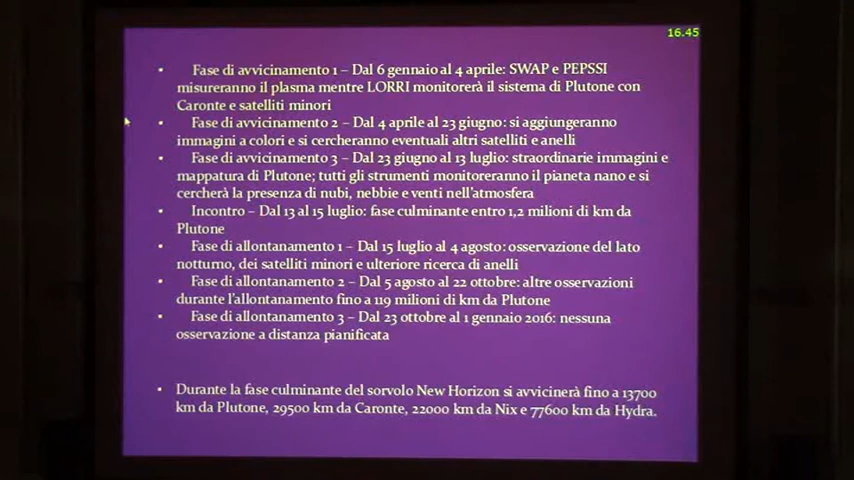 16.45
• Fase di avvicinamento 1 – Dal 6 gennaio al 4 aprile: SWAP e PEPSSI
misureranno il plasma mentre LORRI monitorerà il sistema di Plutone con
Caronte e satelliti minori
• Fase di avvicinamento 2 – Dal 4 aprile al 23 giugno: si aggiungeranno
immagini a colori e si cercheranno eventuali altri satelliti e anelli
• Fase di avvicinamento 3 – Dal 23 giugno al 13 luglio: straordinarie immagini e
mappatura di Plutone; tutti gli strumenti monitoreranno il pianeta nano e si
cercherà la presenza di nubi, nebbie e venti nell'atmosfera
• Incontro – Dal 13 al 15 luglio: fase culminante entro 1,2 milioni di km da
Plutone
• Fase di allontanamento 1 – Dal 15 luglio al 4 agosto: osservazione del lato
notturno, dei satelliti minori e ulteriore ricerca di anelli
• Fase di allontanamento 2 – Dal 5 agosto al 22 ottobre: altre osservazioni
durante l'allontanamento fino a 119 milioni di km da Plutone
• Fase di allontanamento 3 – Dal 23 ottobre al 1 gennaio 2016: nessuna
osservazione a distanza pianificata
• Durante la fase culminante del sorvolo New Horizon si avvicinerà fino a 13700
km da Plutone, 29500 km da Caronte, 22000 km da Nix e 77600 km da Hydra.